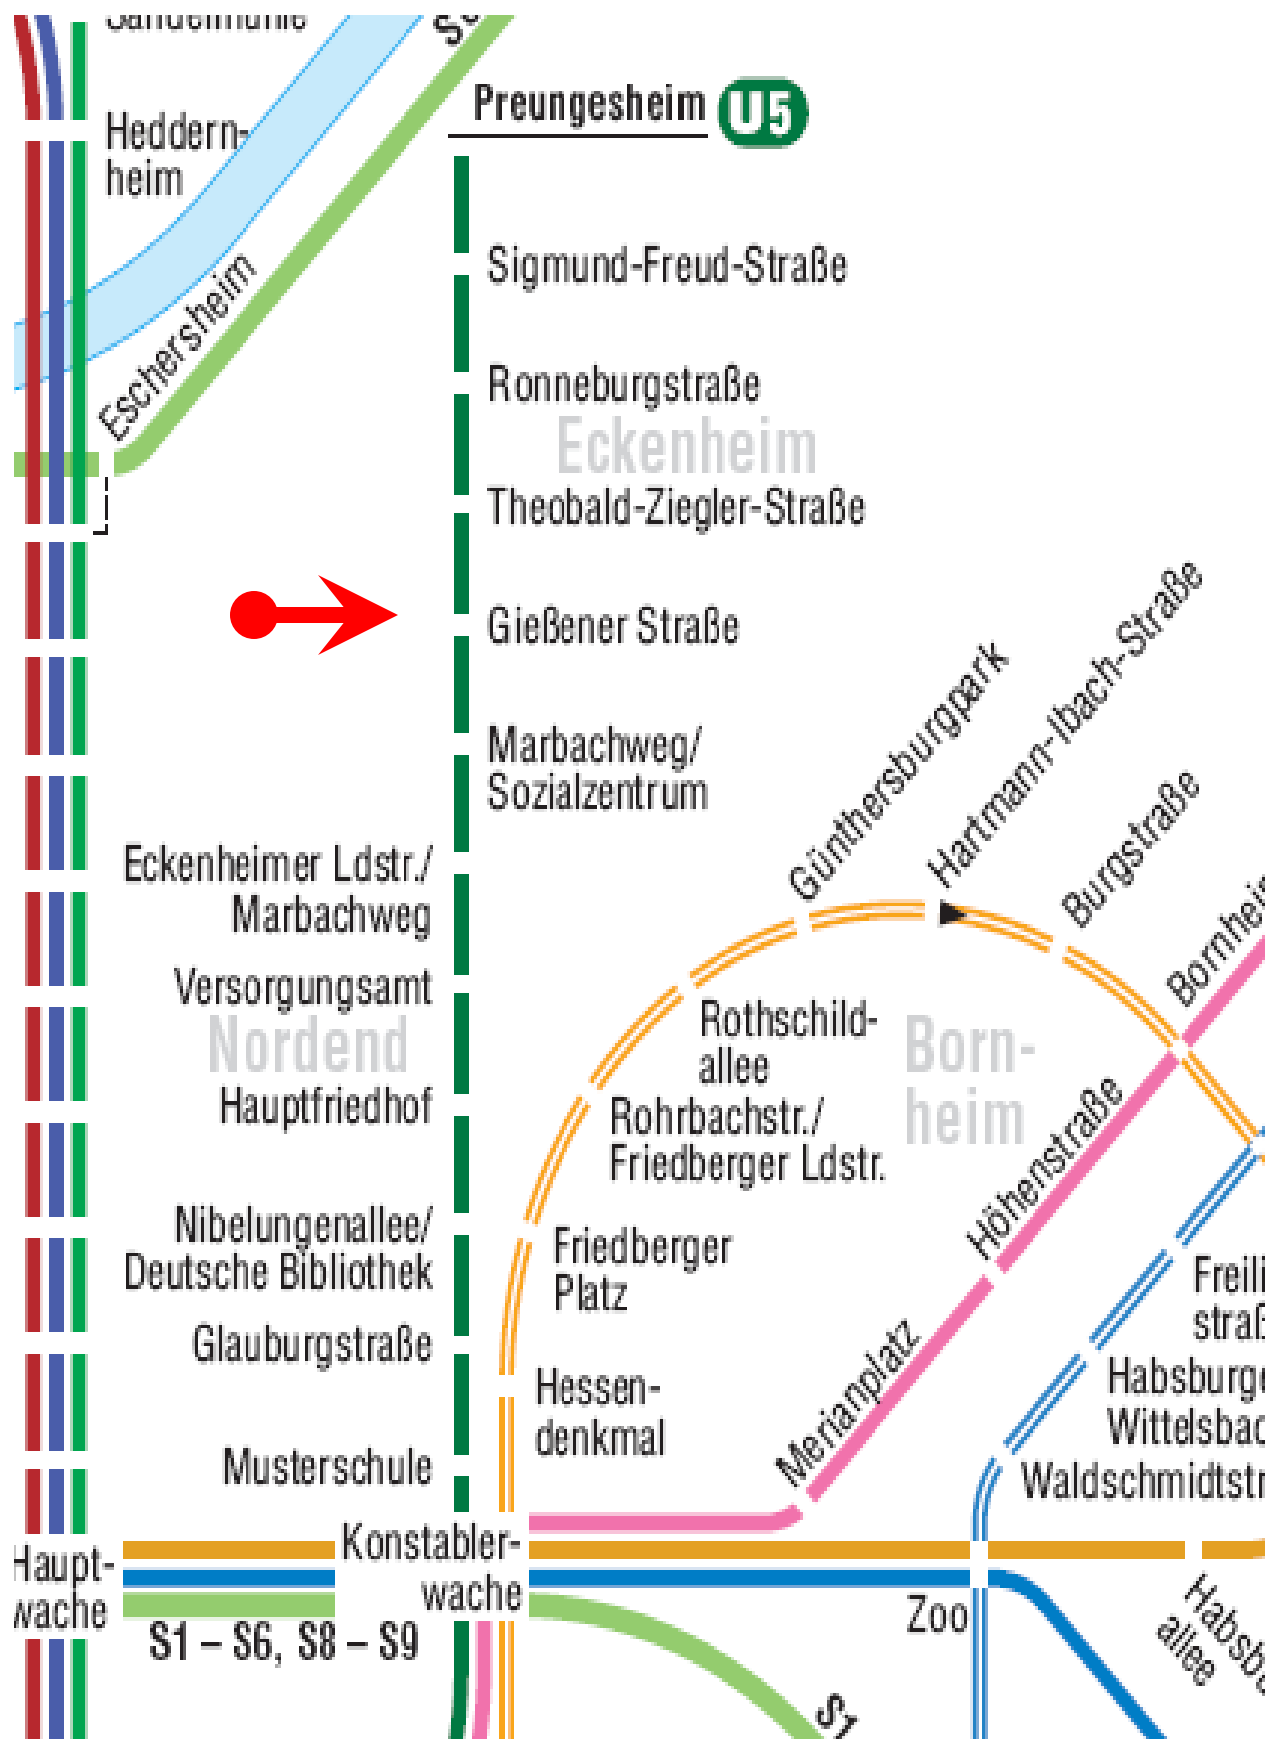 Preungesheim U5
Heddern-
heim
Sigmund-Freud-Straße
Eschersheim
Ronneburgstraße
Eckenheim
Theobald-Ziegler-Straße
Gießener Straße
Marbachweg/
Sozialzentrum
Günthersburgpark
Hartmann-Ibach-Straße
Burgstraße
Eckenheimer Ldstr./
Marbachweg
Versorgungsamt
Nordend
Hauptfriedhof
Rothschild-
allee
Born-
heim
Rohrbachstr./
Friedberger Ldstr.
Höhenstraße
Nibelungenallee/
Deutsche Bibliothek
Friedberger
Platz
Glauburgstraße
Hessen-
denkmal
Merianplatz
Musterschule
Konstabler-
wache
Haupt-
wache
Zoo
S1 – S6, S8 – S9
allee